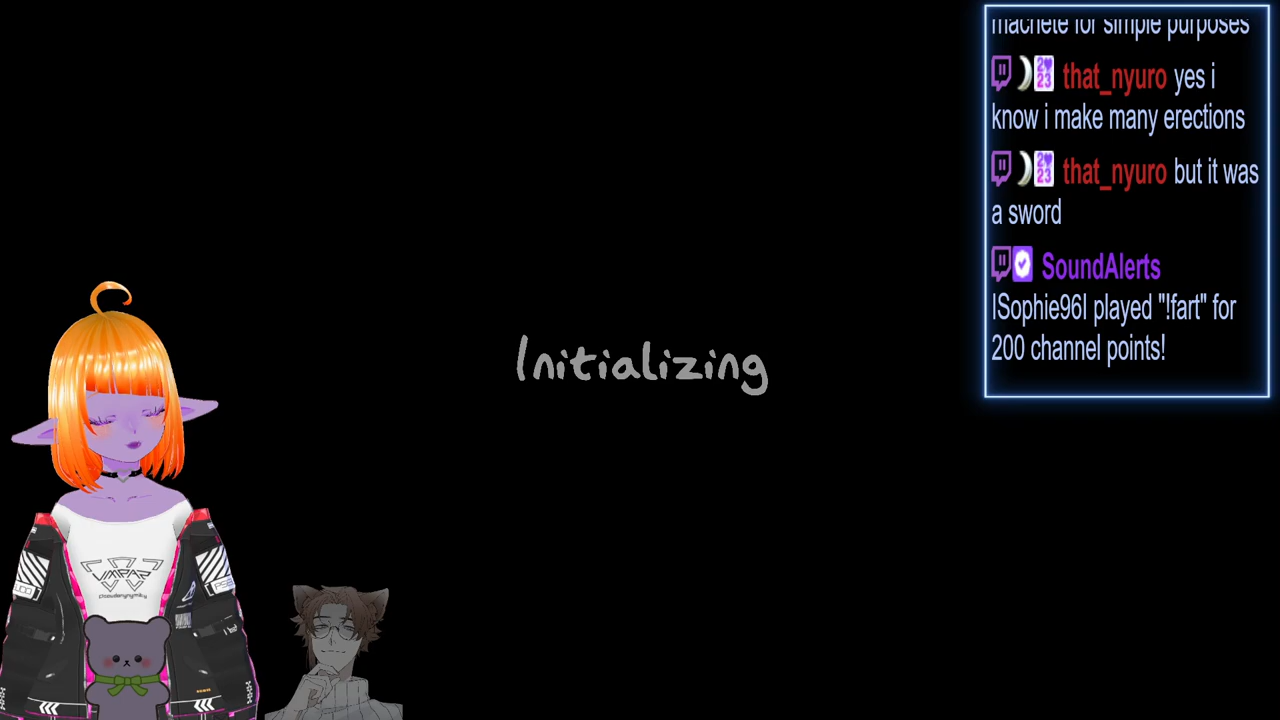 machete for simple purposes
that_nyuro yes i
know i make many erections
that_nyuro but it was
a sword
SoundAlerts
lSophie96l played "!fart" for
200 channel points!
Initializing